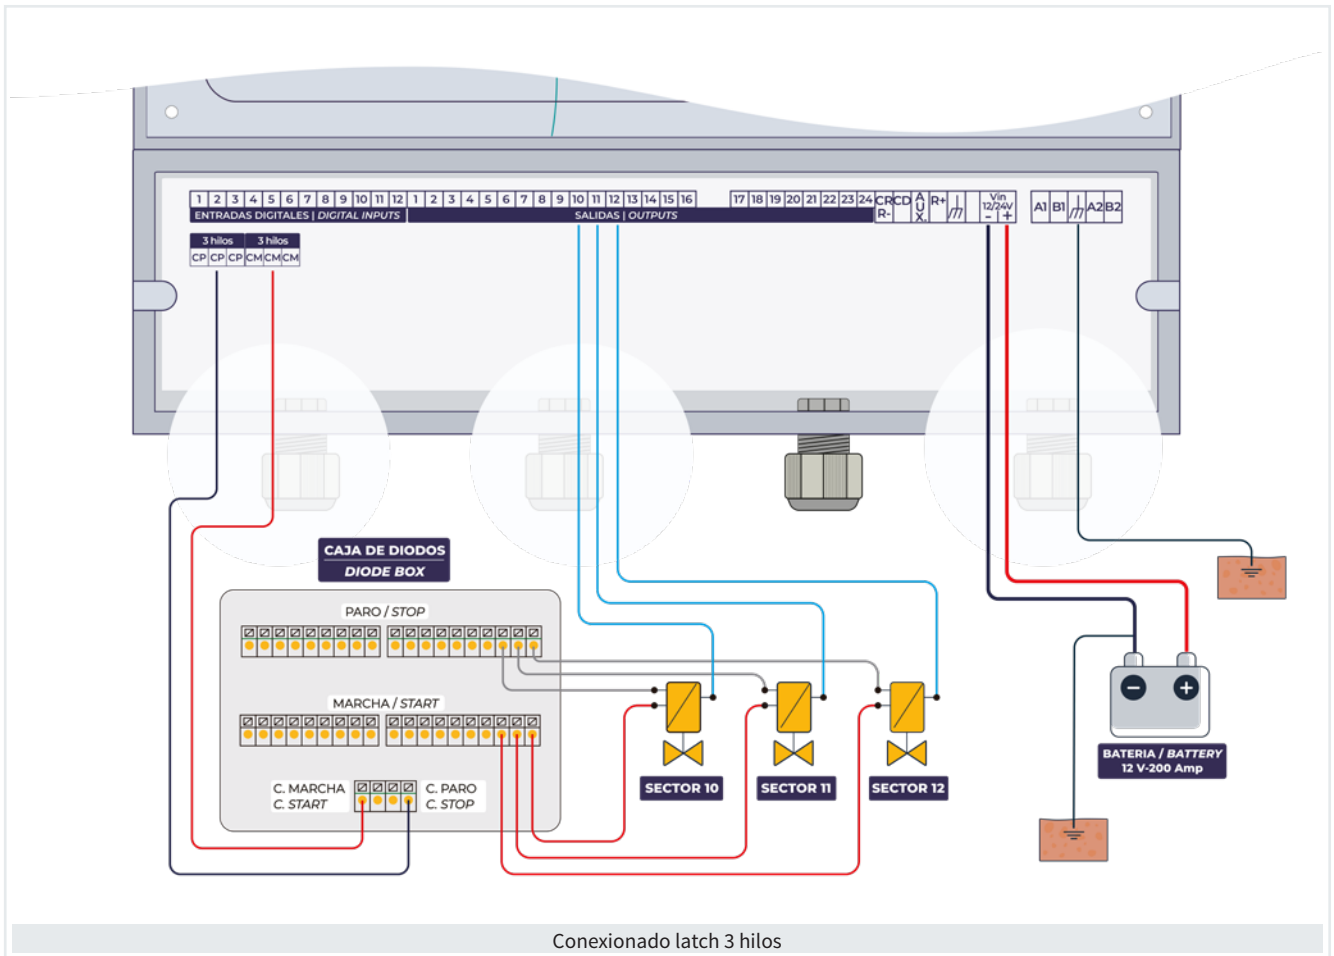 1 2 3 4 5 6 7 8 9 10 11 12 1 2 3 4 5 6 7 8 9 10 11 12 13 14 15 16 17 18 19 20 21 22 23 24 CR R- CD AUX. R+ Vin 12/24V - + A1 B1 A2 B2
ENTRADAS DIGITALES | DIGITAL INPUTS SALIDAS | OUTPUTS
3 hilos 3 hilos
CP CP CP CM CM CM
CAJA DE DIODOS
DIODE BOX
PARO / STOP
MARCHA / START
C. MARCHA
C. START
C. PARO
C. STOP
SECTOR 10
SECTOR 11
SECTOR 12
BATERIA / BATTERY
12 V-200 Amp
Conexionado latch 3 hilos